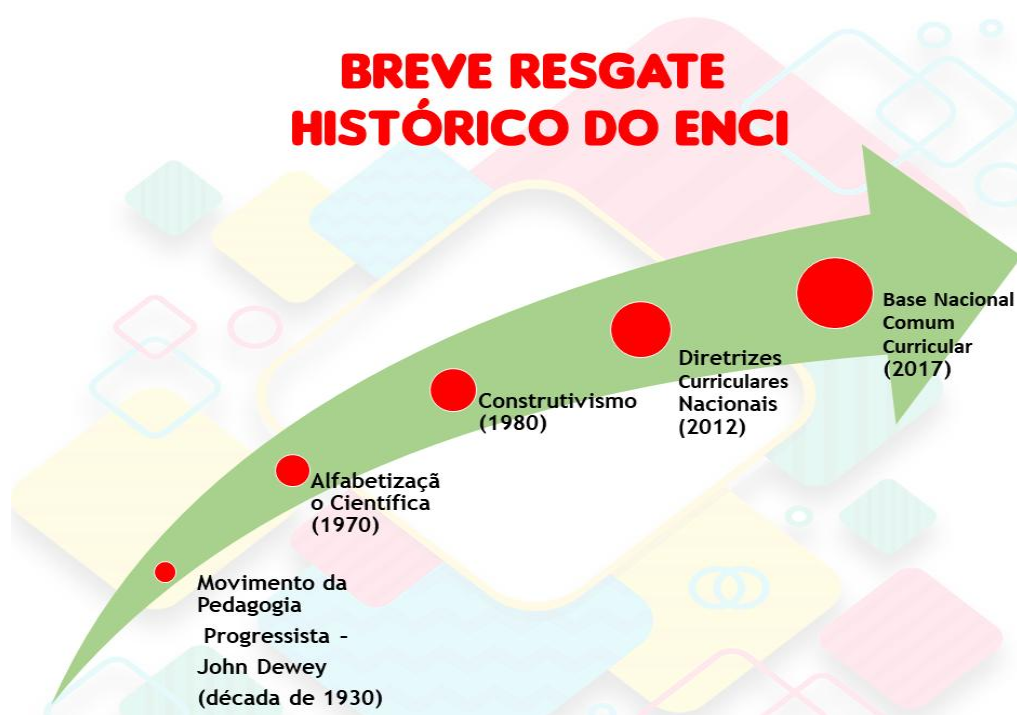 BREVE RESGATE
HISTÓRICO DO ENCI
Movimento da
Pedagogia
Progressista –
John Dewey
(década de 1930)
Alfabetizaçã
o Científica
(1970)
Construtivismo
(1980)
Diretrizes
Curriculares
Nacionais
(2012)
Base Nacional
Comum
Curricular
(2017)